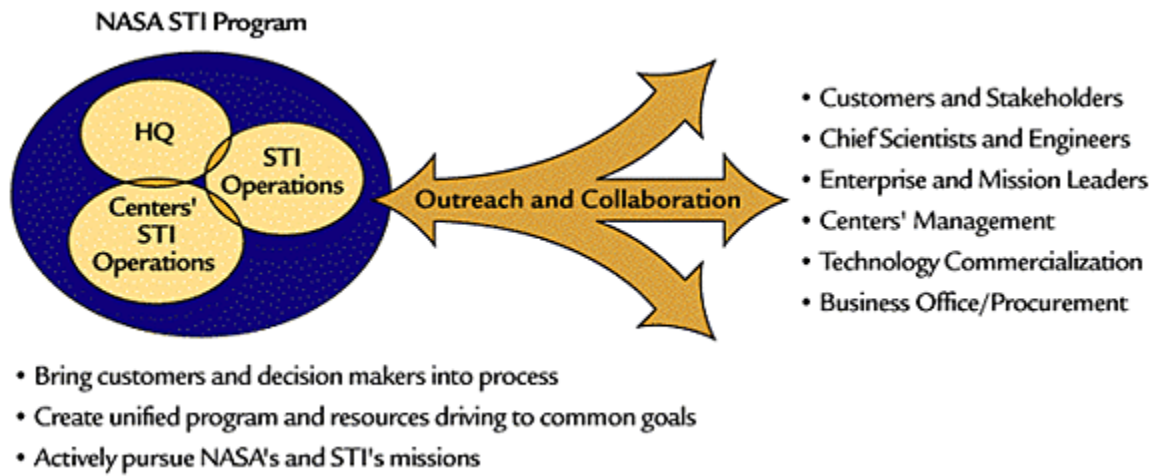 NASA STI Program
HQ
STI
Operations
Centers'
STI
Operations
Outreach and Collaboration
• Customers and Stakeholders
• Chief Scientists and Engineers
• Enterprise and Mission Leaders
• Centers' Management
• Technology Commercialization
• Business Office/Procurement
• Bring customers and decision makers into process
• Create unified program and resources driving to common goals
• Actively pursue NASA's and STI's missions